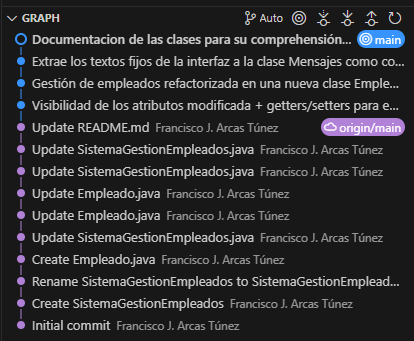 GRAPH Auto
Documentacion de las clases para su comprehensión... main
Extrae los textos fijos de la interfaz a la clase Mensajes como co...
Gestión de empleados refactorizada en una nueva clase Emple...
Visibilidad de los atributos modificada + getters/setters para e...
Update README.md Francisco J. Arcas Túnez origin/main
Update SistemaGestionEmpleados.java Francisco J. Arcas Túnez
Update SistemaGestionEmpleados.java Francisco J. Arcas Túnez
Update Empleado.java Francisco J. Arcas Túnez
Update Empleado.java Francisco J. Arcas Túnez
Update SistemaGestionEmpleados.java Francisco J. Arcas Túnez
Create Empleado.java Francisco J. Arcas Túnez
Rename SistemaGestionEmpleados to SistemaGestionEmplead...
Create SistemaGestionEmpleados Francisco J. Arcas Túnez
Initial commit Francisco J. Arcas Túnez